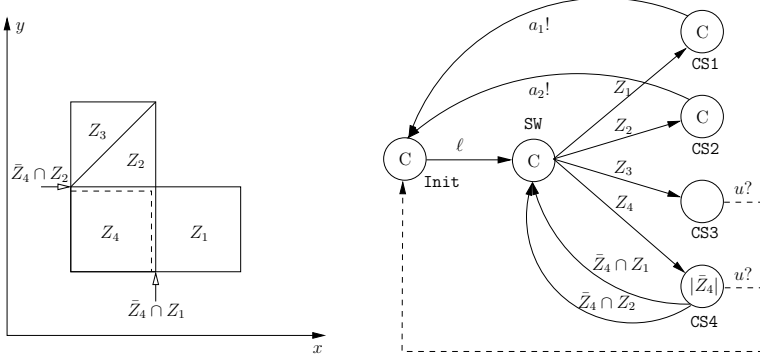 y
Z₃
Z₂
Z̄₄ ∩ Z₂
Z₄
Z₁
Z̄₄ ∩ Z₁
x
a₁!
C
CS1
a₂!
Z₁
C
CS2
SW
Z₂
C
ℓ
C
Init
Z₃
u?
CS3
Z₄
Z̄₄ ∩ Z₁
u?
|Z̄₄|
Z̄₄ ∩ Z₂
CS4